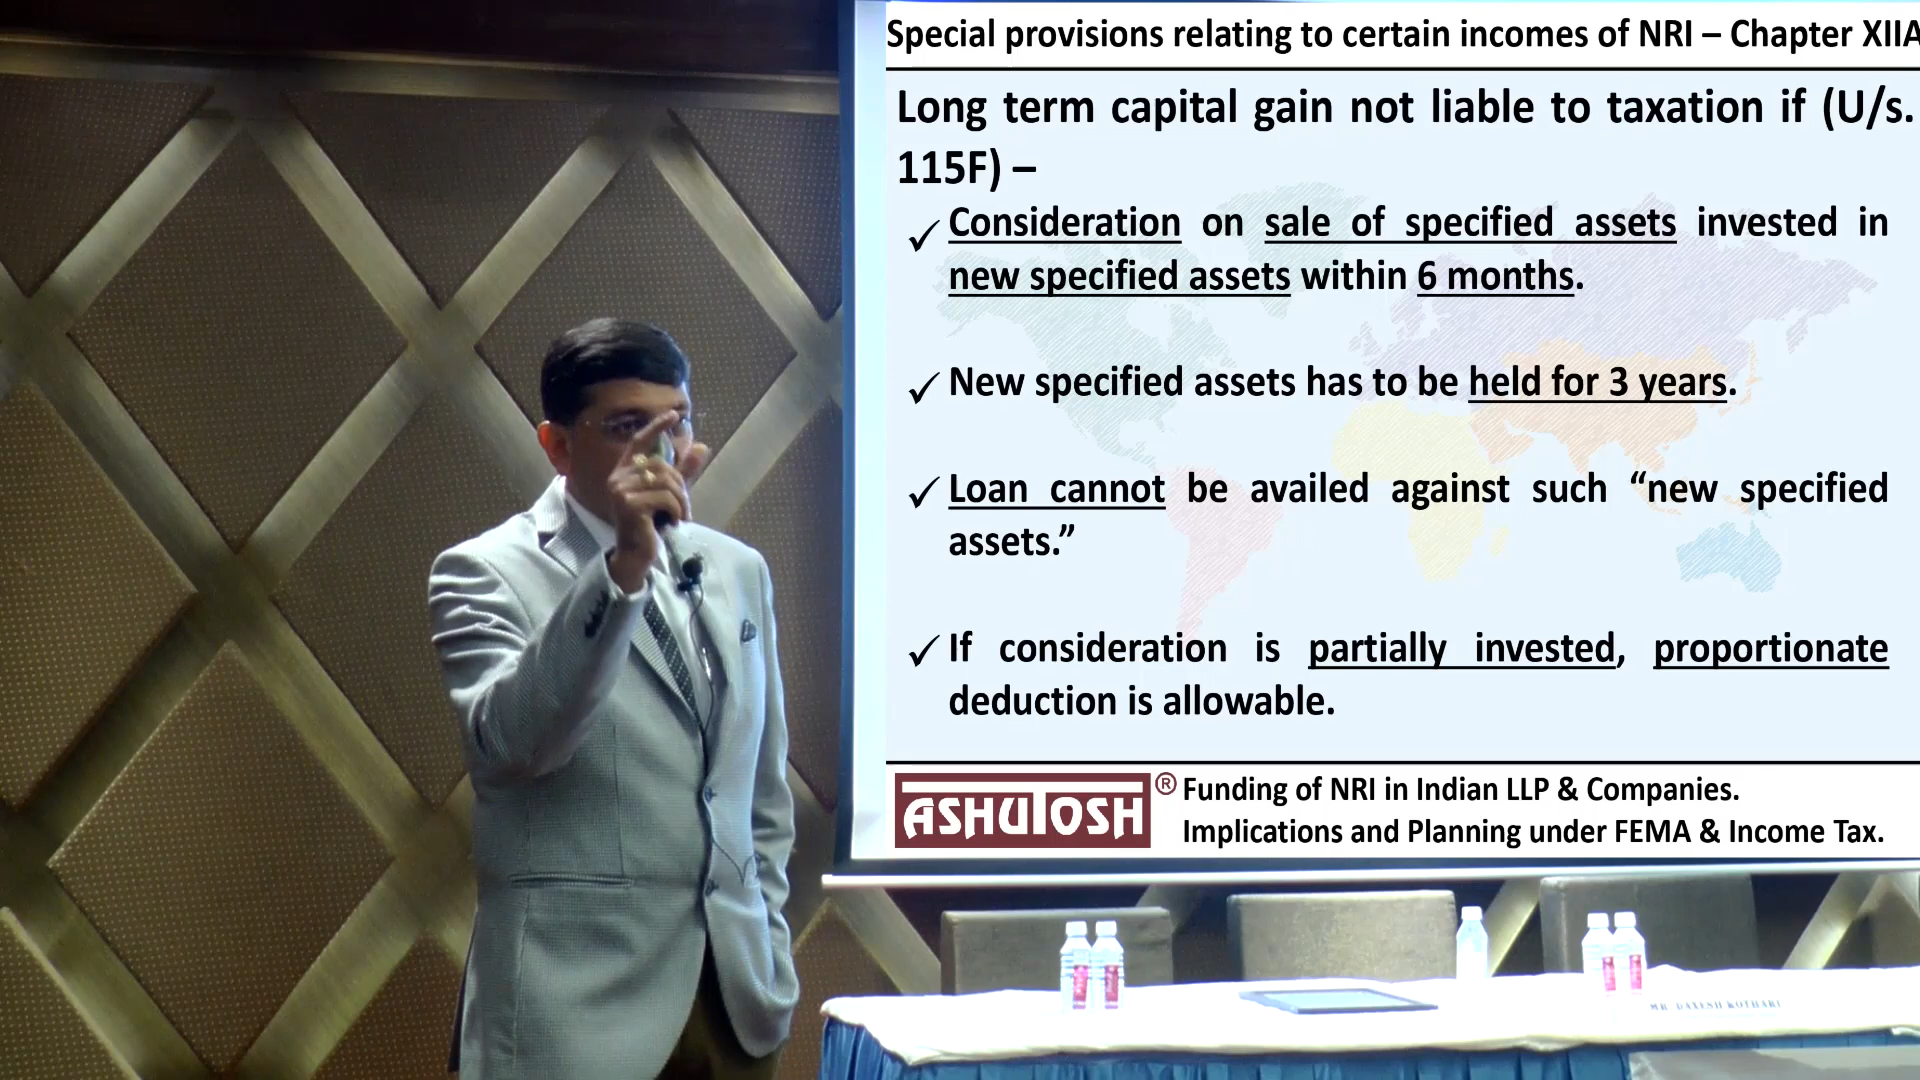 Special provisions relating to certain incomes of NRI – Chapter XIIA
Long term capital gain not liable to taxation if (U/s.
115F) –
✓ Consideration on sale of specified assets invested in
new specified assets within 6 months.
✓ New specified assets has to be held for 3 years.
✓ Loan cannot be availed against such “new specified
assets.”
✓ If consideration is partially invested, proportionate
deduction is allowable.
ASHUTOSH®
Funding of NRI in Indian LLP & Companies.
Implications and Planning under FEMA & Income Tax.
MR. DAXESH KOTHARI